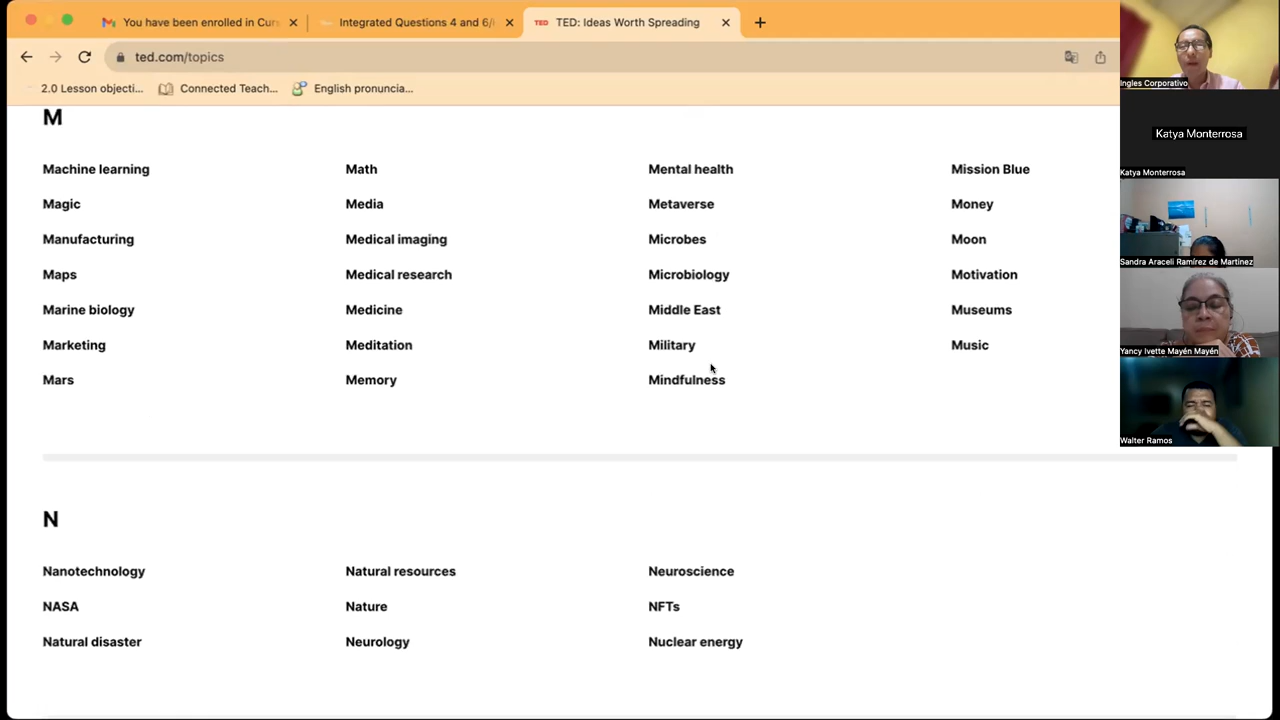 You have been enrolled in Cur
Integrated Questions 4 and 6/
TED TED: Ideas Worth Spreading
ted.com/topics
2.0 Lesson objecti...
Connected Teach...
English pronuncia...
M
Machine learning Math Mental health Mission Blue
Magic Media Metaverse Money
Manufacturing Medical imaging Microbes Moon
Maps Medical research Microbiology Motivation
Marine biology Medicine Middle East Museums
Marketing Meditation Military Music
Mars Memory Mindfulness
N
Nanotechnology Natural resources Neuroscience
NASA Nature NFTs
Natural disaster Neurology Nuclear energy
Ingles Corporativo
Katya Monterrosa
Katya Monterrosa
Sandra Araceli Ramírez de Martinez
Yancy Ivette Mayén Mayén
Walter Ramos